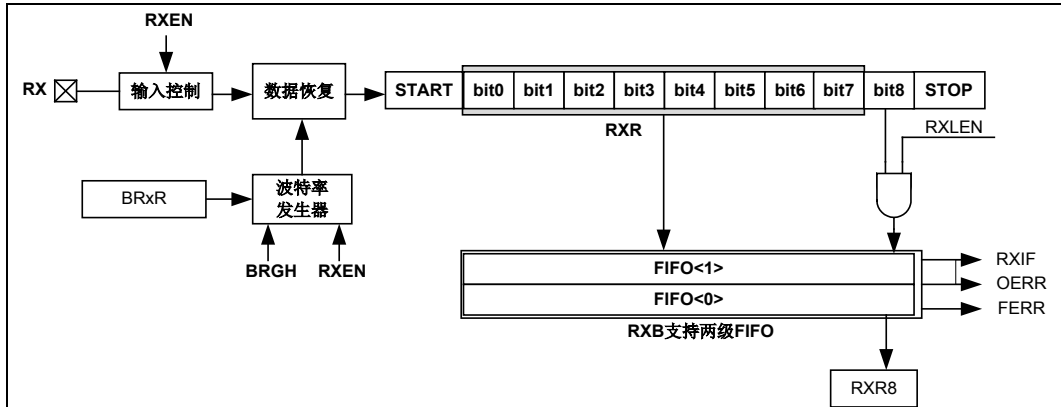 RXEN
RX
输入控制
数据恢复
START bit0 bit1 bit2 bit3 bit4 bit5 bit6 bit7 bit8 STOP
RXR
RXLEN
BRxR
波特率
发生器
BRGH RXEN
FIFO<1>
FIFO<0>
RXIF
OERR
FERR
RXB支持两级FIFO
RXR8